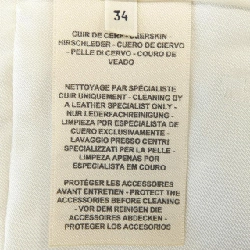 34
CUIR DE CERF - DEERSKIN -
HIRSCHLEDER - CUERO DE CIERVO
- PELLE DI CERVO - COURO DE
VEADO
NETTOYAGE PAR SPÉCIALISTE
CUIR UNIQUEMENT - CLEANING BY
A LEATHER SPECIALIST ONLY -
NUR LEDERFACHREINIGUNG -
LIMPIEZA POR ESPECIALISTA DE
CUERO EXCLUSIVAMENTE -
LAVAGGIO PRESSO CENTRI
SPECIALIZZATI PER LA PELLE -
LIMPEZA APENAS POR
ESPECIALISTA EM COURO
PROTÉGER LES ACCESSOIRES
AVANT ENTRETIEN - PROTECT THE
ACCESSORIES BEFORE CLEANING
- VOR DEM REINIGEN DIE
ACCESSOIRES ABDECKEN -
PROTEGER LOS ACCESORIOS